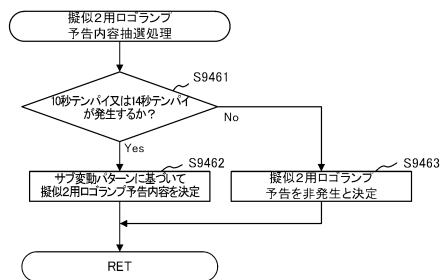 擬似2用ロゴランプ
予告内容抽選処理
S9461
10秒テンパイ又は14秒テンパイ
が発生するか?
No
Yes
S9462
サブ変動パターンに基づいて
擬似2用ロゴランプ予告内容を決定
S9463
擬似2用ロゴランプ
予告を非発生と決定
RET